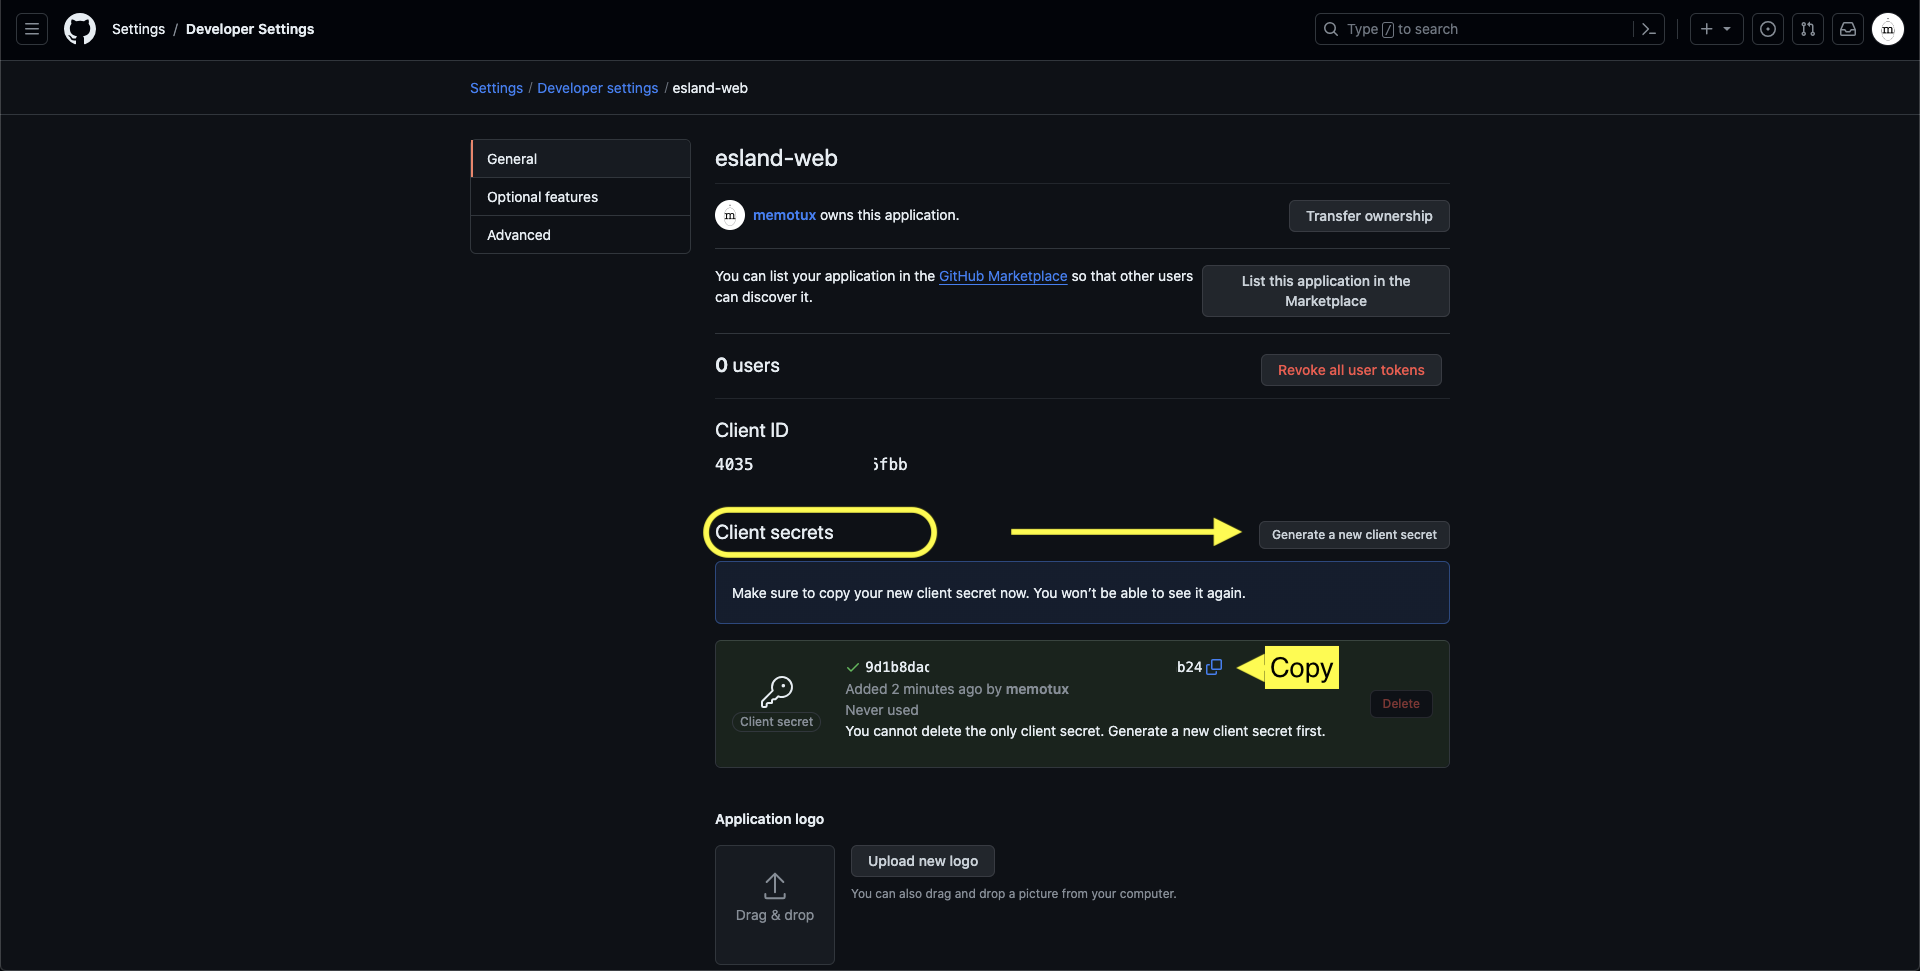 Settings / Developer Settings
Type / to search
Settings / Developer settings / esland-web
General
Optional features
Advanced
esland-web
m memotux owns this application.
Transfer ownership
You can list your application in the GitHub Marketplace so that other users
can discover it.
List this application in the
Marketplace
0 users
Revoke all user tokens
Client ID
4035 fbb
Client secrets
Generate a new client secret
Make sure to copy your new client secret now. You won't be able to see it again.
9d1b8da b24
Copy
Added 2 minutes ago by memotux
Never used
You cannot delete the only client secret. Generate a new client secret first.
Client secret
Delete
Application logo
Drag & drop
Upload new logo
You can also drag and drop a picture from your computer.